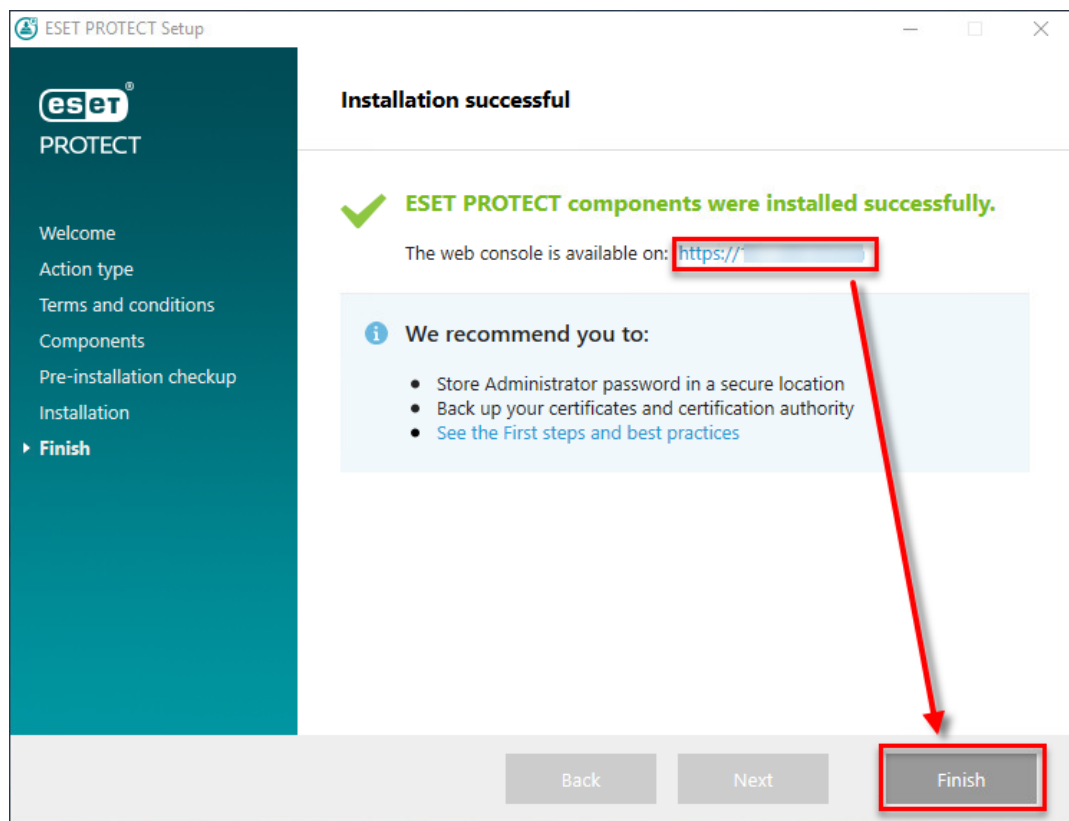 ESET PROTECT Setup
eset®
PROTECT
Welcome
Action type
Terms and conditions
Components
Pre-installation checkup
Installation
Finish
Installation successful
ESET PROTECT components were installed successfully.
The web console is available on: https://
We recommend you to:
Store Administrator password in a secure location
Back up your certificates and certification authority
See the First steps and best practices
Back
Next
Finish